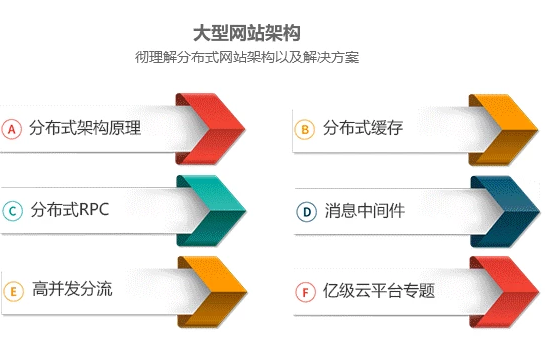 大型网站架构
彻理解分布式网站架构以及解决方案
A 分布式架构原理
B 分布式缓存
C 分布式RPC
D 消息中间件
E 高并发分流
F 亿级云平台专题